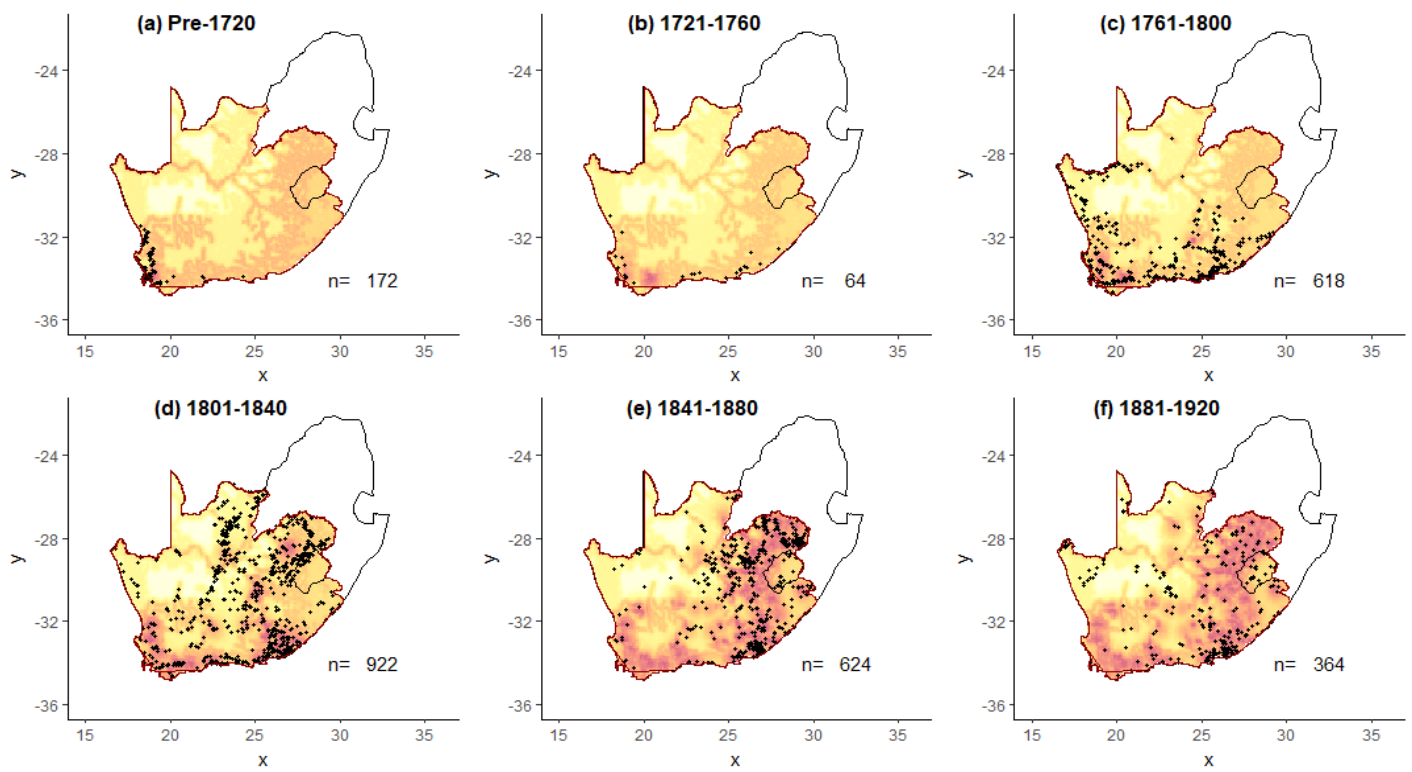 (a) Pre-1720
-24
-28
-32
-36
y
n= 172
15 20 25 30 35
x
(b) 1721-1760
-24
-28
-32
-36
y
n= 64
15 20 25 30 35
x
(c) 1761-1800
-24
-28
-32
-36
y
n= 618
15 20 25 30 35
x
(d) 1801-1840
-24
-28
-32
-36
y
n= 922
15 20 25 30 35
x
(e) 1841-1880
-24
-28
-32
-36
y
n= 624
15 20 25 30 35
x
(f) 1881-1920
-24
-28
-32
-36
y
n= 364
15 20 25 30 35
x